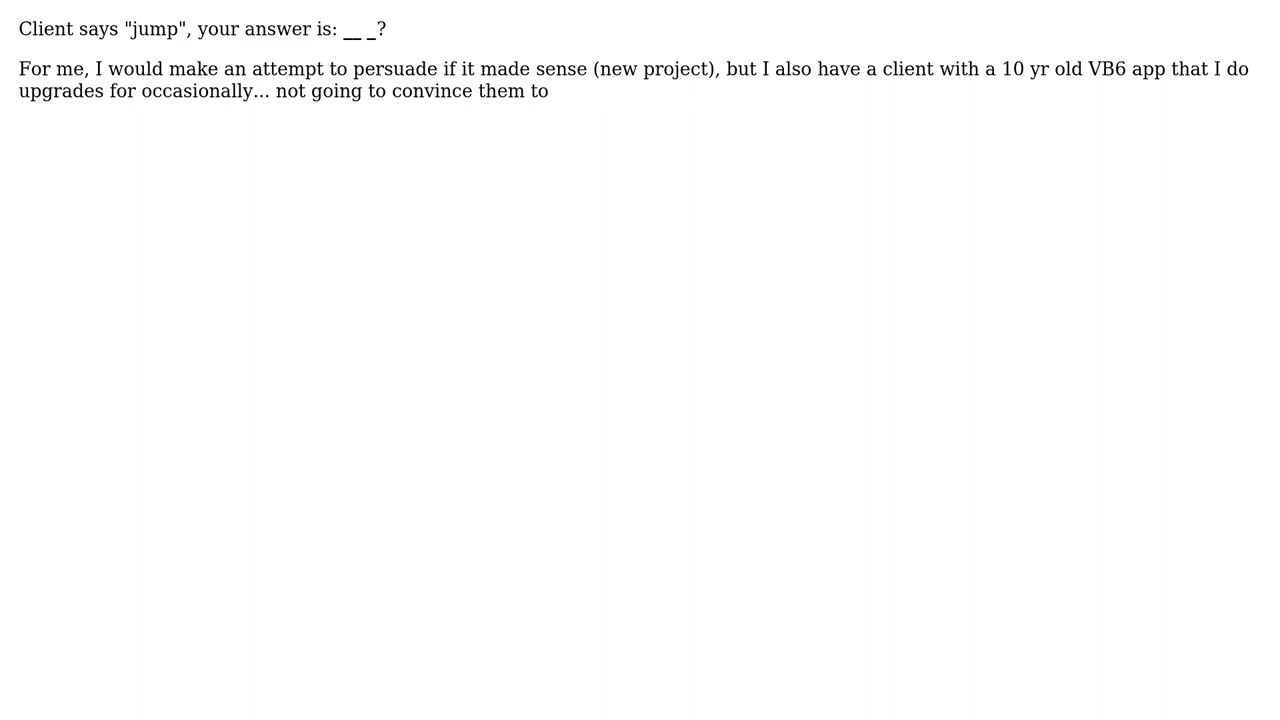 Client says "jump", your answer is: __ _?
For me, I would make an attempt to persuade if it made sense (new project), but I also have a client with a 10 yr old VB6 app that I do
upgrades for occasionally... not going to convince them to